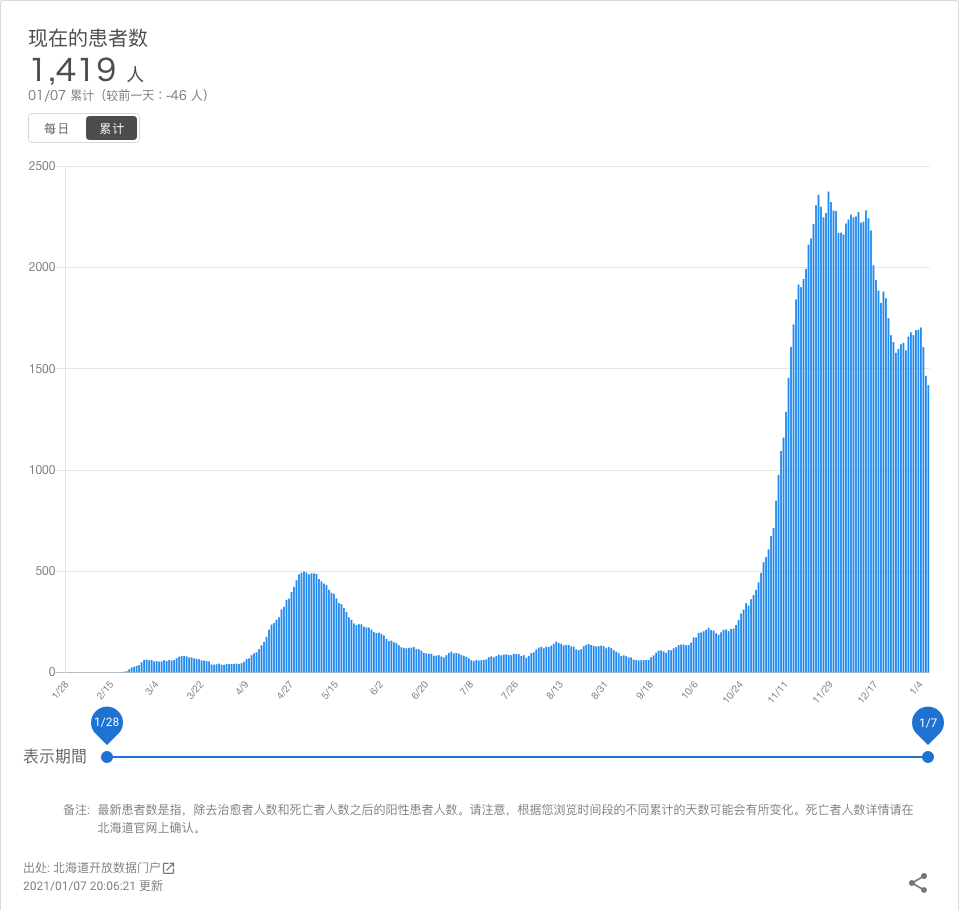 现在的患者数
1,419 人
01/07 累计（较前一天：-46 人）
每日 累计
2500
2000
1500
1000
500
0
1/28 2/15 3/4 3/22 4/9 4/27 5/15 6/2 6/20 7/8 7/26 8/13 8/31 9/18 10/6 10/24 11/11 11/29 12/17 1/4
1/28 1/7
表示期間
备注: 最新患者数是指，除去治愈者人数和死亡者人数之后的阳性患者人数。请注意，根据您浏览时间段的不同累计的天数可能会有所变化。死亡者人数详情请在
北海道官网上确认。
出处: 北海道开放数据门户
2021/01/07 20:06:21 更新